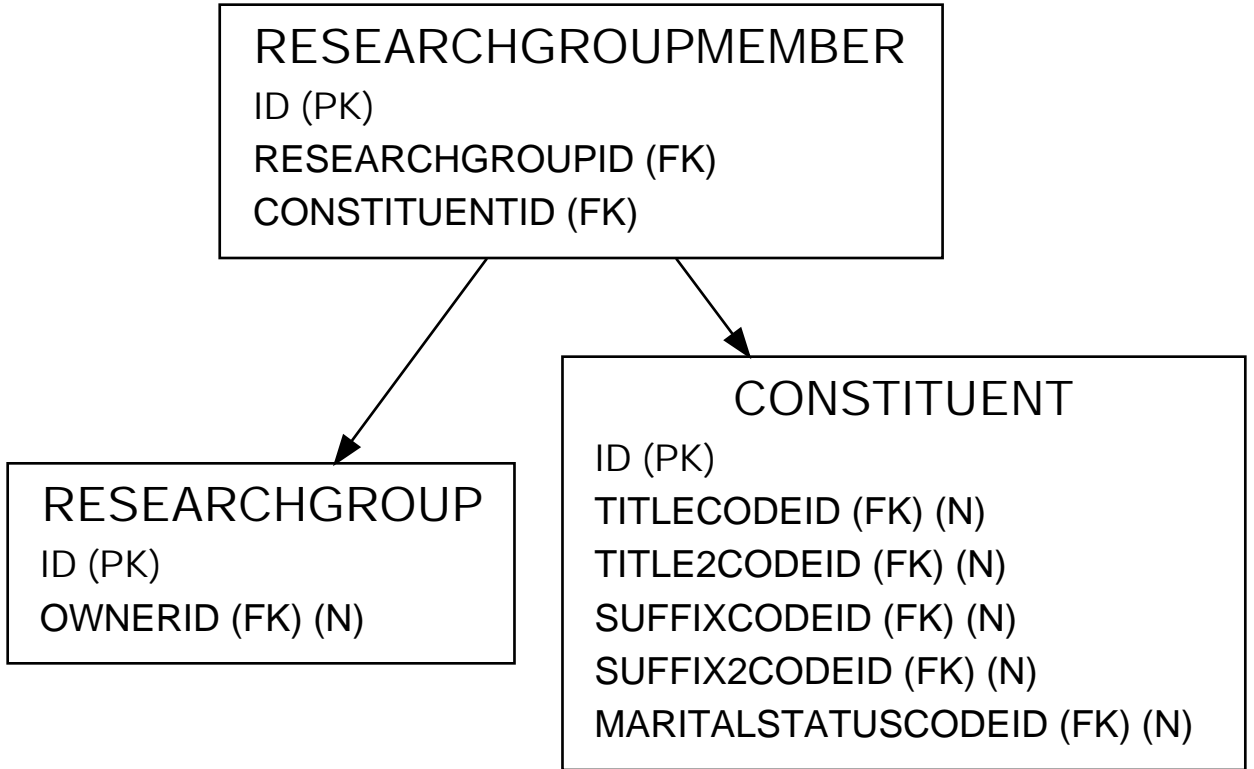 RESEARCHGROUPMEMBER
ID (PK)
RESEARCHGROUPID (FK)
CONSTITUENTID (FK)
RESEARCHGROUP
ID (PK)
OWNERID (FK) (N)
CONSTITUENT
ID (PK)
TITLECODEID (FK) (N)
TITLE2CODEID (FK) (N)
SUFFIXCODEID (FK) (N)
SUFFIX2CODEID (FK) (N)
MARITALSTATUSCODEID (FK) (N)